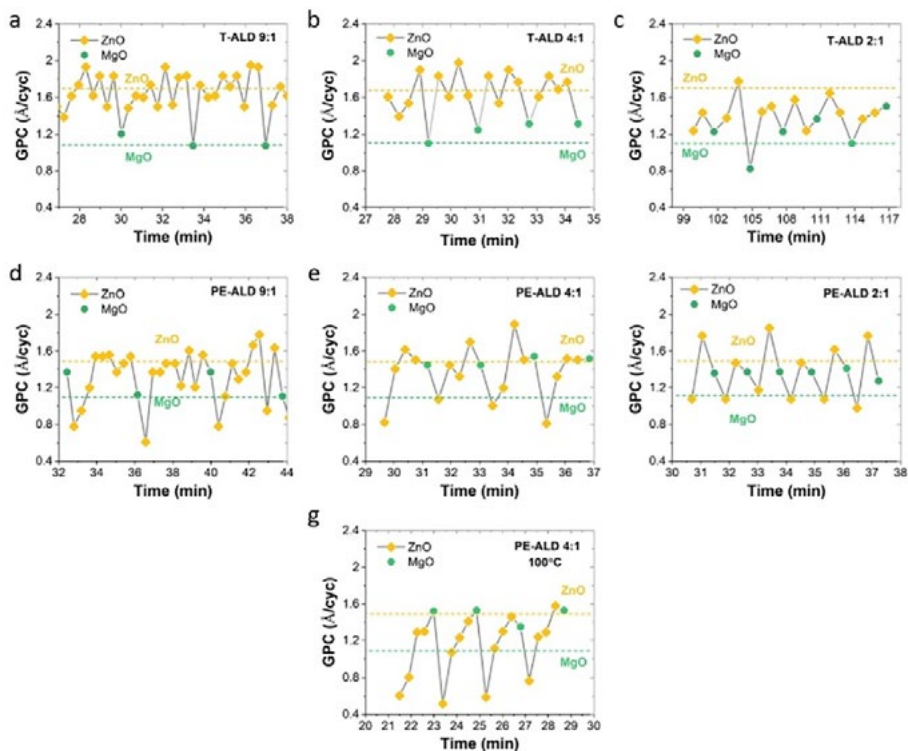 a
T-ALD 9:1
ZnO
MgO
ZnO
MgO
GPC (Å/cyc)
2.4
2
1.6
1.2
0.8
0.4
28 30 32 34 36 38
Time (min)
b
T-ALD 4:1
ZnO
MgO
ZnO
MgO
GPC (Å/cyc)
2.4
2
1.6
1.2
0.8
0.4
27 28 29 30 31 32 33 34 35
Time (min)
c
T-ALD 2:1
ZnO
MgO
ZnO
MgO
GPC (Å/cyc)
2.4
2
1.6
1.2
0.8
0.4
99 102 105 108 111 114 117
Time (min)
d
PE-ALD 9:1
ZnO
MgO
ZnO
MgO
GPC (Å/cyc)
2.4
2.0
1.6
1.2
0.8
0.4
32 34 36 38 40 42 44
Time (min)
e
PE-ALD 4:1
ZnO
MgO
ZnO
MgO
GPC (Å/cyc)
2.4
2.0
1.6
1.2
0.8
0.4
29 30 31 32 33 34 35 36 37
Time (min)
PE-ALD 2:1
ZnO
MgO
ZnO
MgO
GPC (Å/cyc)
2.4
2.0
1.6
1.2
0.8
0.4
30 31 32 33 34 35 36 37 38
Time (min)
g
PE-ALD 4:1
100°C
ZnO
MgO
ZnO
MgO
GPC (Å/cyc)
2.4
2.0
1.6
1.2
0.8
0.4
20 21 22 23 24 25 26 27 28 29 30
Time (min)